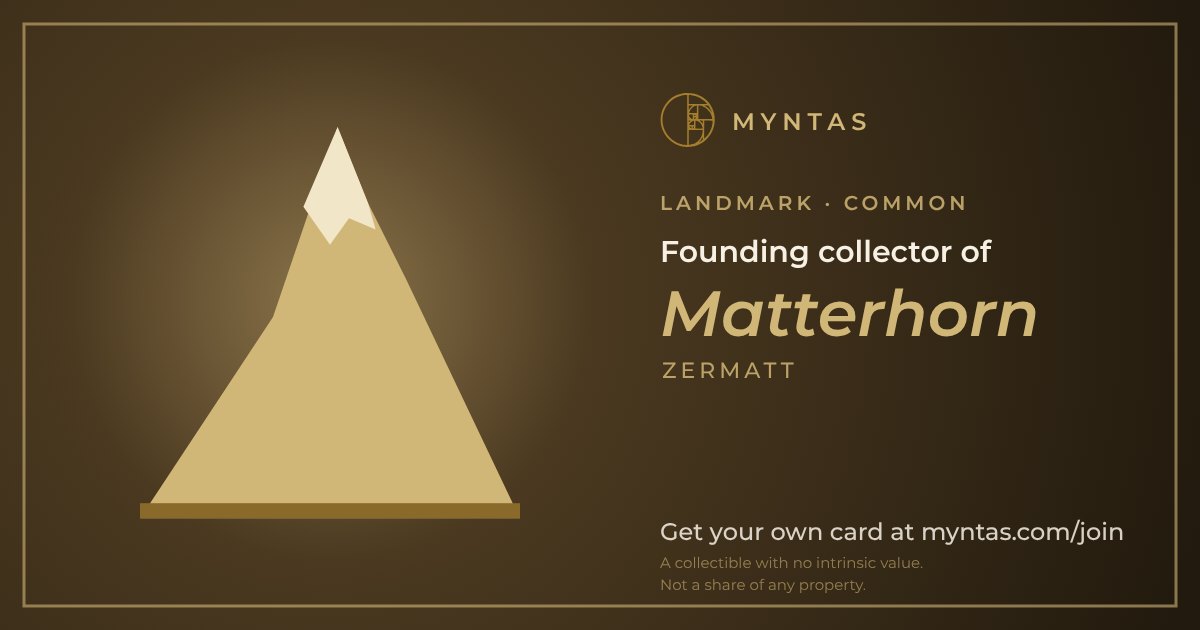 MYNTAS
LANDMARK · COMMON
Founding collector of
Matterhorn
ZERMATT
Get your own card at myntas.com/join
A collectible with no intrinsic value.
Not a share of any property.